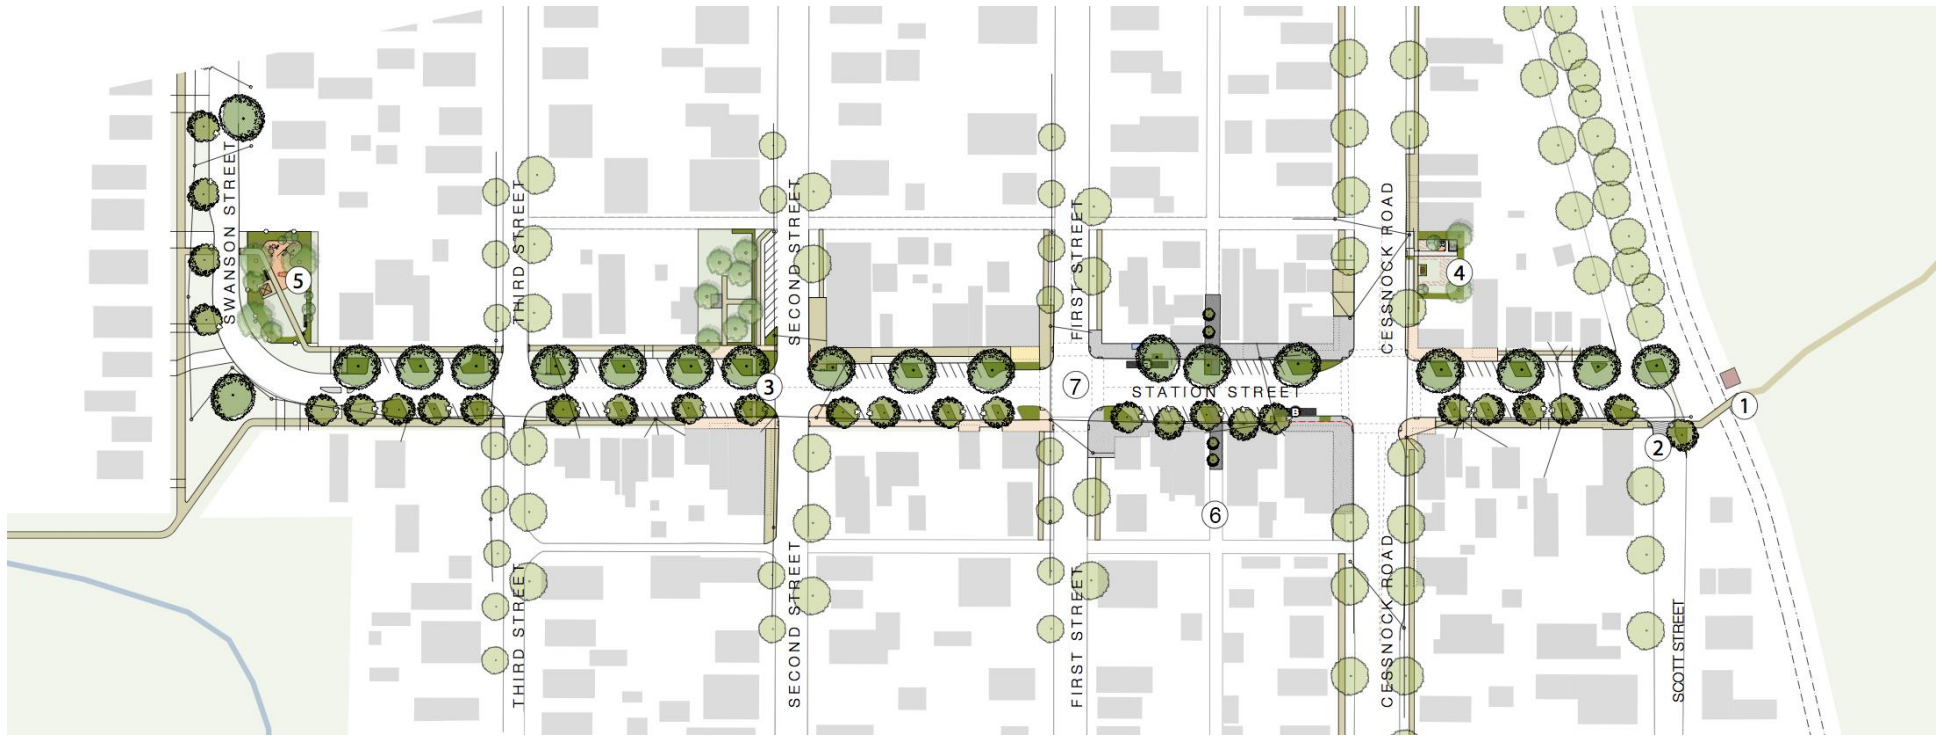 SWANSON STREET
THIRD STREET
SECOND STREET
FIRST STREET
CESSNOCK ROAD
5
4
3
7
STATION STREET
B
1
2
6
THIRD STREET
SECOND STREET
FIRST STREET
CESSNOCK ROAD
SCOTT STREET